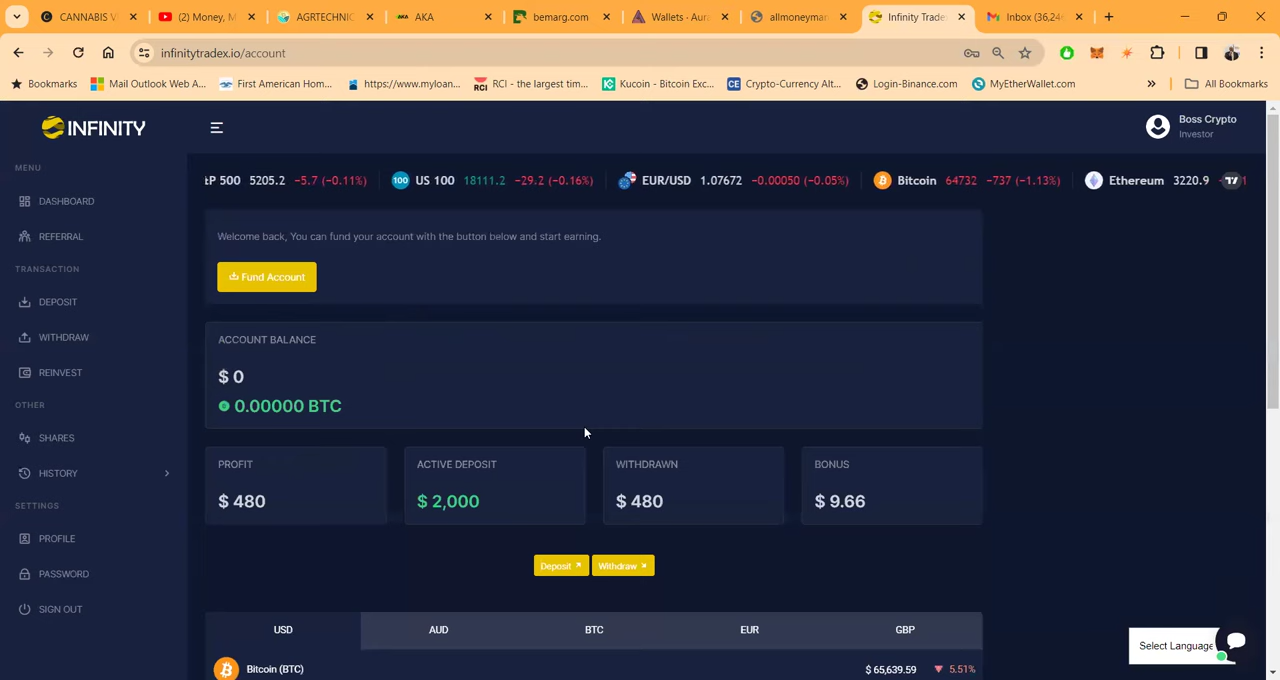 CANNABIS V
(2) Money, M
AGRTECHNIC
AKA
bemarg.com
Wallets - Aura
allmoneyman
Infinity Trade
Inbox (36,24
infinitytradex.io/account
Bookmarks
Mail Outlook Web A...
First American Hom...
https://www.myloan...
RCI - the largest tim...
Kucoin - Bitcoin Exc...
Crypto-Currency Alt...
Login-Binance.com
MyEtherWallet.com
All Bookmarks
INFINITY
Boss Crypto
Investor
MENU
DASHBOARD
REFERRAL
TRANSACTION
DEPOSIT
WITHDRAW
REINVEST
OTHER
SHARES
HISTORY
SETTINGS
PROFILE
PASSWORD
SIGN OUT
P 500 5205.2 −5.7 (−0.11%)
100 US 100 18111.2 −29.2 (−0.16%)
EUR/USD 1.07672 −0.00050 (−0.05%)
Bitcoin 64732 −737 (−1.13%)
Ethereum 3220.9
Welcome back, You can fund your account with the button below and start earning.
Fund Account
ACCOUNT BALANCE
$ 0
0.00000 BTC
PROFIT
$ 480
ACTIVE DEPOSIT
$ 2,000
WITHDRAWN
$ 480
BONUS
$ 9.66
Deposit
Withdraw
USD AUD BTC EUR GBP
Bitcoin (BTC) $ 65,639.59 5.51%
Select Language